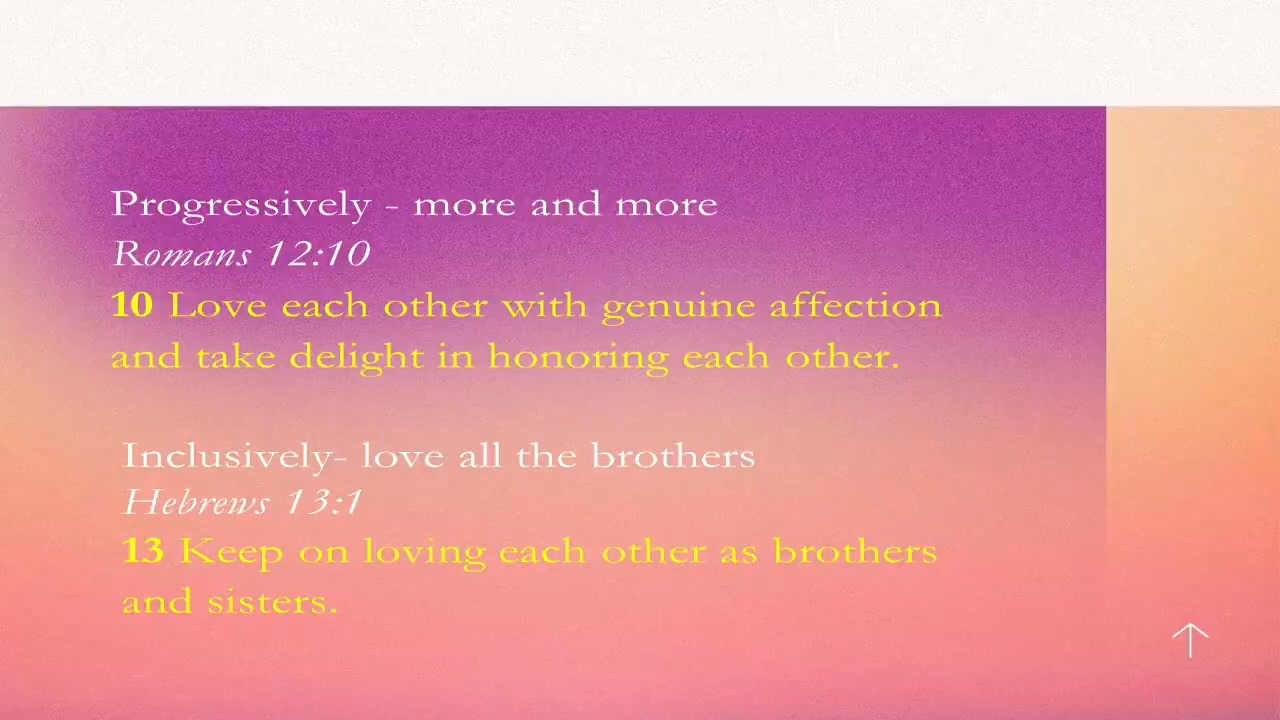 Progressively - more and more
Romans 12:10
10 Love each other with genuine affection
and take delight in honoring each other.
Inclusively- love all the brothers
Hebrews 13:1
13 Keep on loving each other as brothers
and sisters.